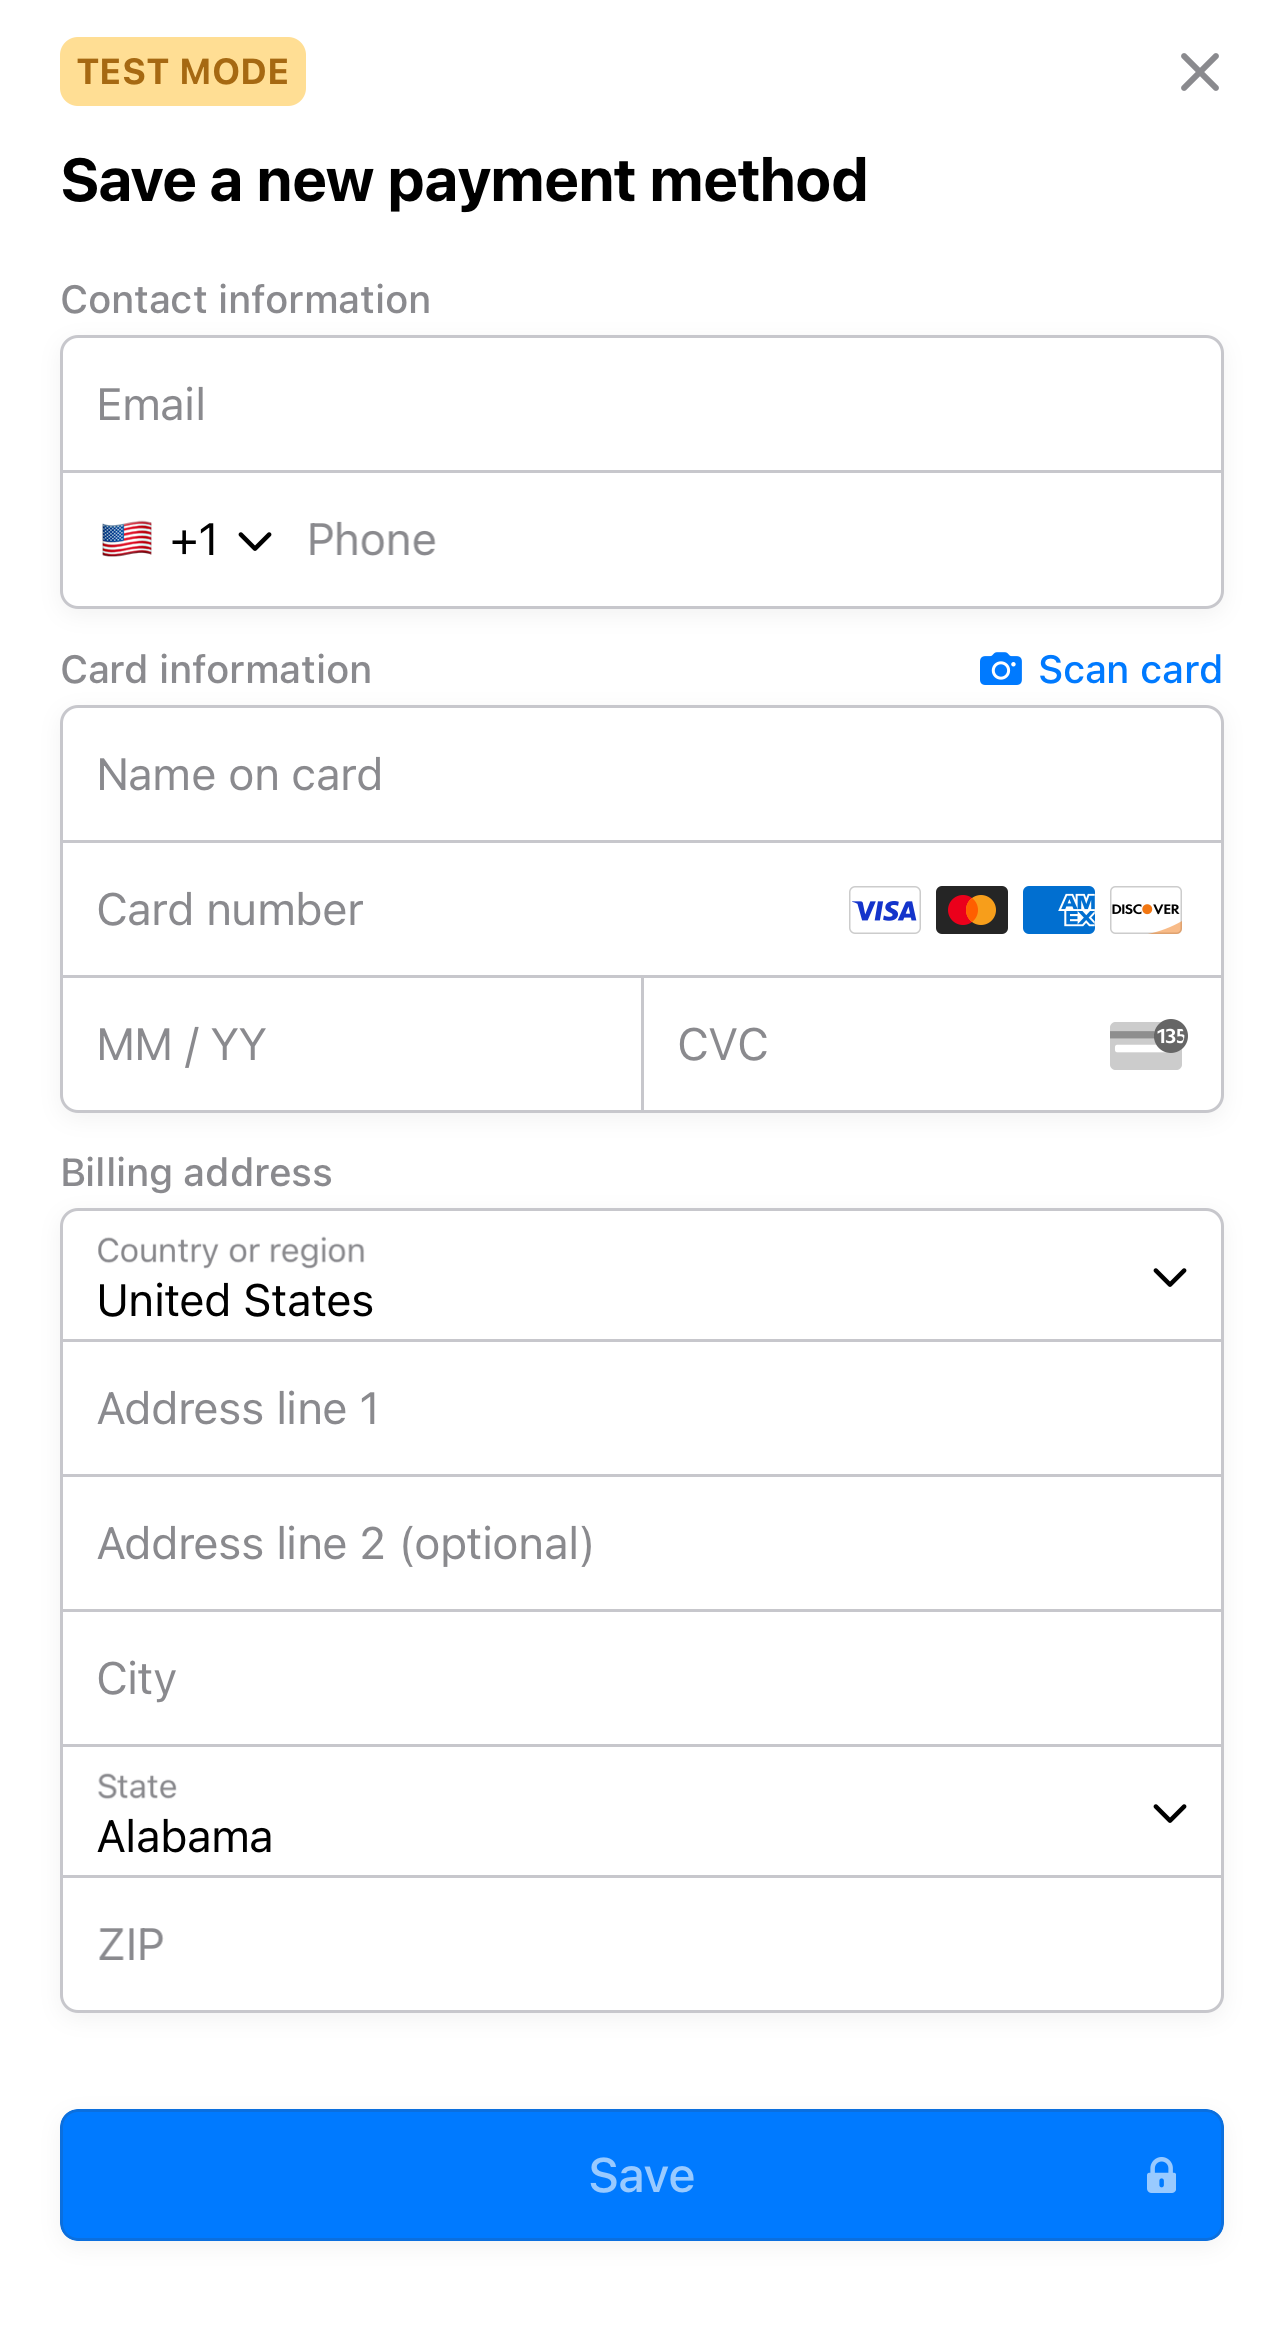 TEST MODE
Save a new payment method
Contact information
Email
+1 Phone
Card information Scan card
Name on card
Card number VISA AM EX DISCOVER
MM / YY CVC 135
Billing address
Country or region
United States
Address line 1
Address line 2 (optional)
City
State
Alabama
ZIP
Save